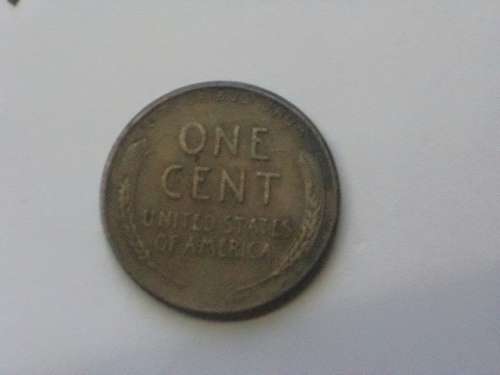 ONE
CENT
UNITED STATES
OF AMERICA